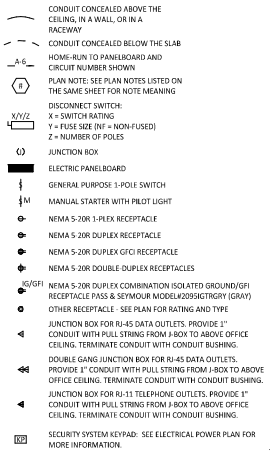 CONDUIT CONCEALED ABOVE THE
CEILING, IN A WALL, OR IN A
RACEWAY
CONDUIT CONCEALED BELOW THE SLAB
A-6 HOME-RUN TO PANELBOARD AND
CIRCUIT NUMBER SHOWN
# PLAN NOTE: SEE PLAN NOTES LISTED ON
THE SAME SHEET FOR NOTE MEANING
DISCONNECT SWITCH:
X/Y/Z X = SWITCH RATING
Y = FUSE SIZE (NF = NON-FUSED)
Z = NUMBER OF POLES
(J) JUNCTION BOX
ELECTRIC PANELBOARD
$ GENERAL PURPOSE 1-POLE SWITCH
$M MANUAL STARTER WITH PILOT LIGHT
NEMA 5-20R 1-PLEX RECEPTACLE
NEMA 5-20R DUPLEX RECEPTACLE
NEMA 5-20R DUPLEX GFCI RECEPTACLE
NEMA 5-20R DOUBLE-DUPLEX RECEPTACLES
IG/GFI NEMA 5-20R DUPLEX COMBINATION ISOLATED GROUND/GFI
RECEPTACLE PASS & SEYMOUR MODEL#2095IGTRGRY (GRAY)
OTHER RECEPTACLE - SEE PLAN FOR RATING AND TYPE
JUNCTION BOX FOR RJ-45 DATA OUTLETS. PROVIDE 1"
CONDUIT WITH PULL STRING FROM J-BOX TO ABOVE OFFICE
CEILING. TERMINATE CONDUIT WITH CONDUIT BUSHING.
DOUBLE GANG JUNCTION BOX FOR RJ-45 DATA OUTLETS.
PROVIDE 1" CONDUIT WITH PULL STRING FROM J-BOX TO ABOVE
OFFICE CEILING. TERMINATE CONDUIT WITH CONDUIT BUSHING.
JUNCTION BOX FOR RJ-11 TELEPHONE OUTLETS. PROVIDE 1"
CONDUIT WITH PULL STRING FROM J-BOX TO ABOVE OFFICE
CEILING. TERMINATE CONDUIT WITH CONDUIT BUSHING.
KP SECURITY SYSTEM KEYPAD: SEE ELECTRICAL POWER PLAN FOR
MORE INFORMATION.